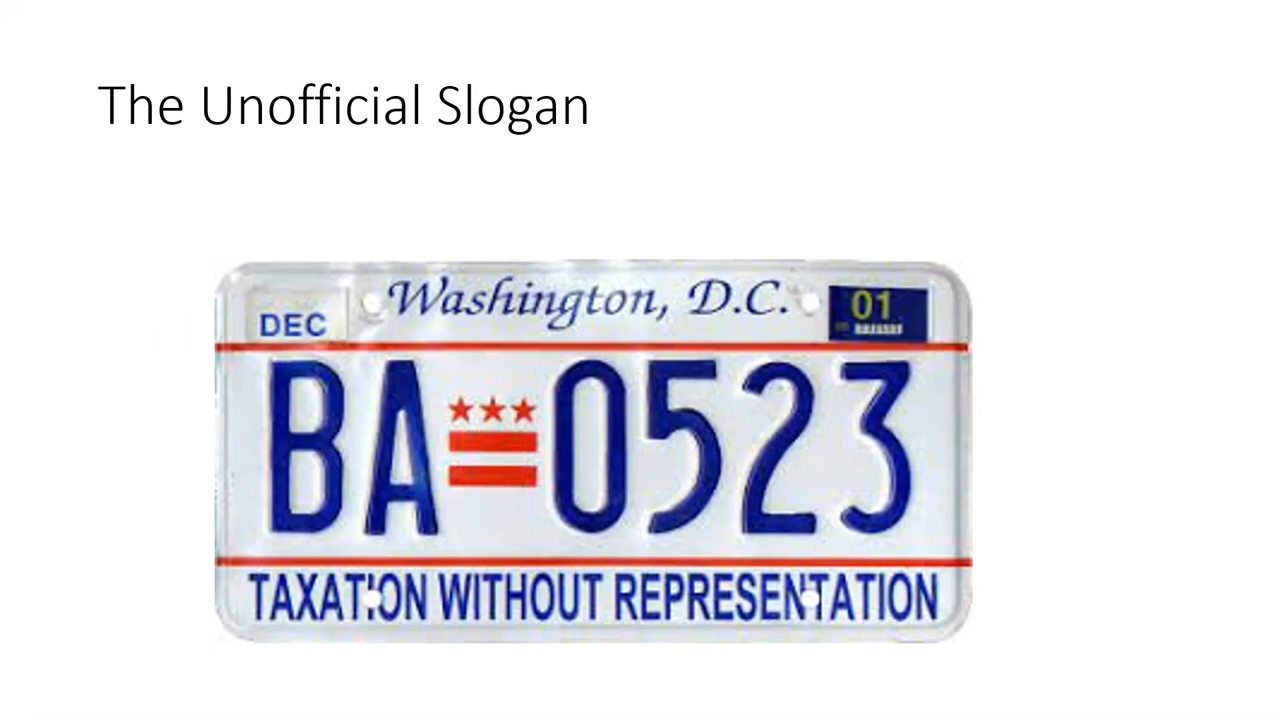 The Unofficial Slogan
Washington, D.C.
DEC
01
BA 0523
TAXATION WITHOUT REPRESENTATION